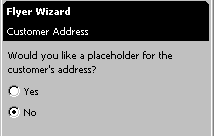 Flyer Wizard
Customer Address
Would you like a placeholder for the
customer's address?
Yes
No